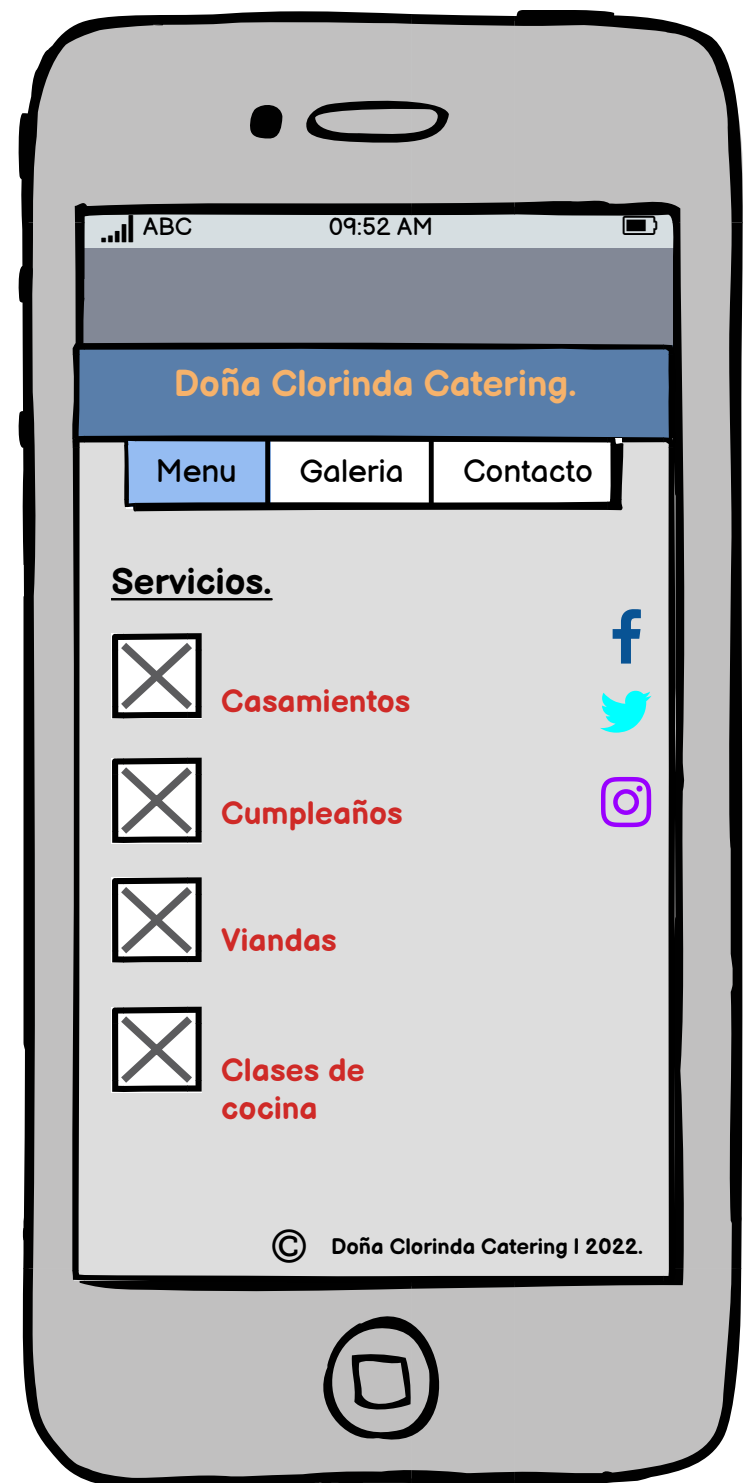 ABC 09:52 AM
Doña Clorinda Catering.
Menu Galeria Contacto
Servicios.
Casamientos
Cumpleaños
Viandas
Clases de
cocina
© Doña Clorinda Catering | 2022.